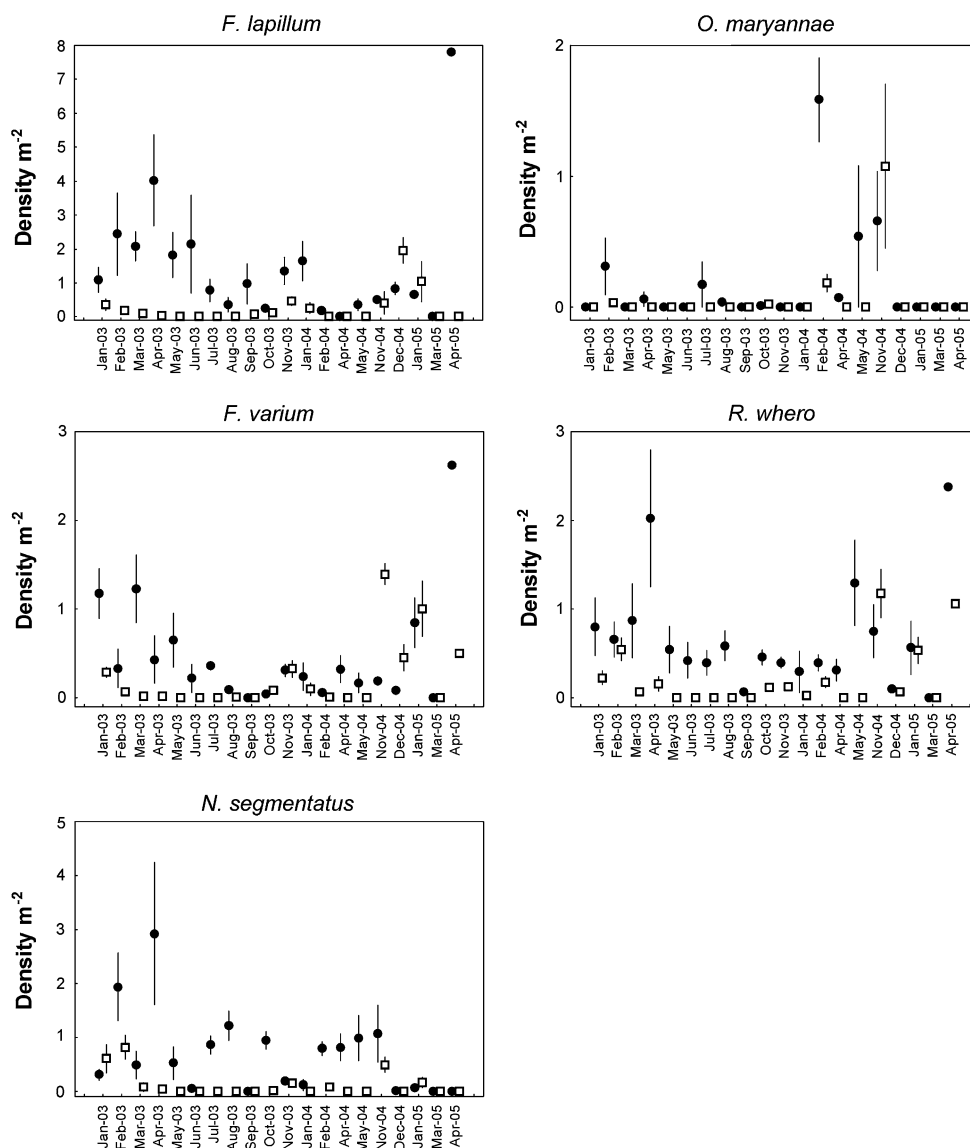 F. lapillum
Density m-2
8
7
6
5
4
3
2
1
0
Jan-03 Feb-03 Mar-03 Apr-03 May-03 Jun-03 Jul-03 Aug-03 Sep-03 Oct-03 Nov-03 Jan-04 Feb-04 Apr-04 May-04 Nov-04 Dec-04 Jan-05 Mar-05 Apr-05
O. maryannae
Density m-2
2
1
0
Jan-03 Feb-03 Mar-03 Apr-03 May-03 Jun-03 Jul-03 Aug-03 Sep-03 Oct-03 Nov-03 Jan-04 Feb-04 Apr-04 May-04 Nov-04 Dec-04 Jan-05 Mar-05 Apr-05
F. varium
Density m-2
3
2
1
0
Jan-03 Feb-03 Mar-03 Apr-03 May-03 Jun-03 Jul-03 Aug-03 Sep-03 Oct-03 Nov-03 Jan-04 Feb-04 Apr-04 May-04 Nov-04 Dec-04 Jan-05 Mar-05 Apr-05
R. whero
Density m-2
3
2
1
0
Jan-03 Feb-03 Mar-03 Apr-03 May-03 Jun-03 Jul-03 Aug-03 Sep-03 Oct-03 Nov-03 Jan-04 Feb-04 Apr-04 May-04 Nov-04 Dec-04 Jan-05 Mar-05 Apr-05
N. segmentatus
Density m-2
5
4
3
2
1
0
Jan-03 Feb-03 Mar-03 Apr-03 May-03 Jun-03 Jul-03 Aug-03 Sep-03 Oct-03 Nov-03 Jan-04 Feb-04 Apr-04 May-04 Nov-04 Dec-04 Jan-05 Mar-05 Apr-05